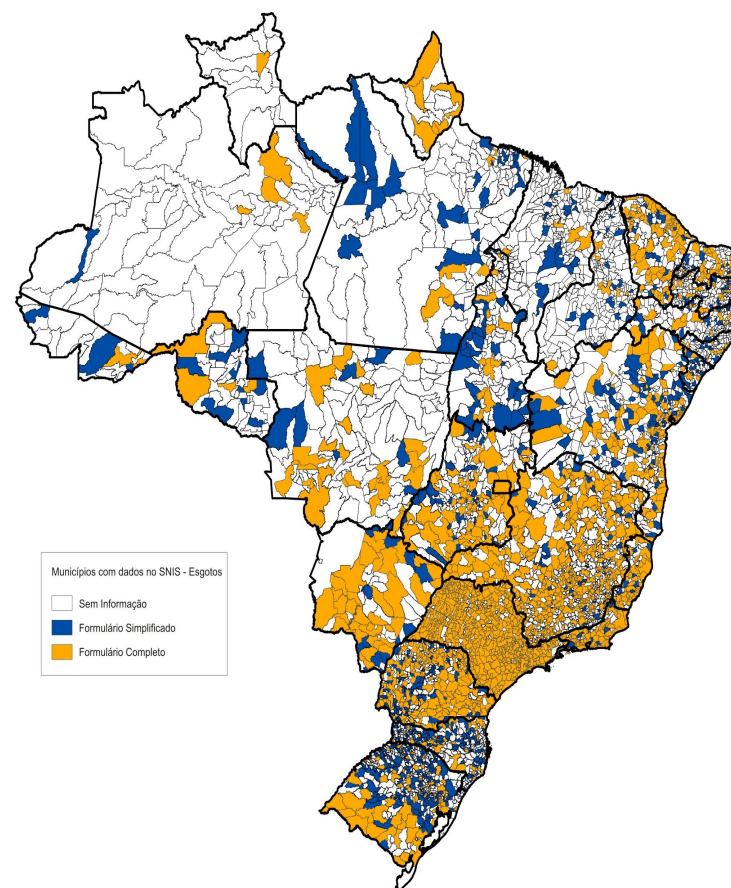 Municípios com dados no SNIS - Esgotos
Sem Informação
Formulário Simplificado
Formulário Completo